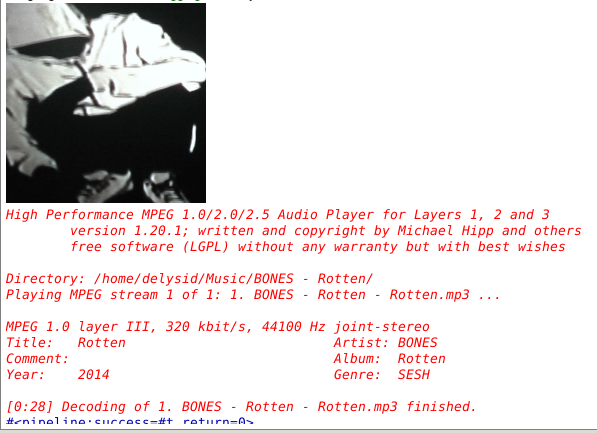 High Performance MPEG 1.0/2.0/2.5 Audio Player for Layers 1, 2 and 3
version 1.20.1; written and copyright by Michael Hipp and others
free software (LGPL) without any warranty but with best wishes
Directory: /home/delysid/Music/BONES - Rotten/
Playing MPEG stream 1 of 1: 1. BONES - Rotten - Rotten.mp3 ...
MPEG 1.0 layer III, 320 kbit/s, 44100 Hz joint-stereo
Title:   Rotten                          Artist: BONES
Comment:                                 Album:  Rotten
Year:    2014                            Genre:  SESH
[0:28] Decoding of 1. BONES - Rotten - Rotten.mp3 finished.
#<pipeline:success=#t return=0>